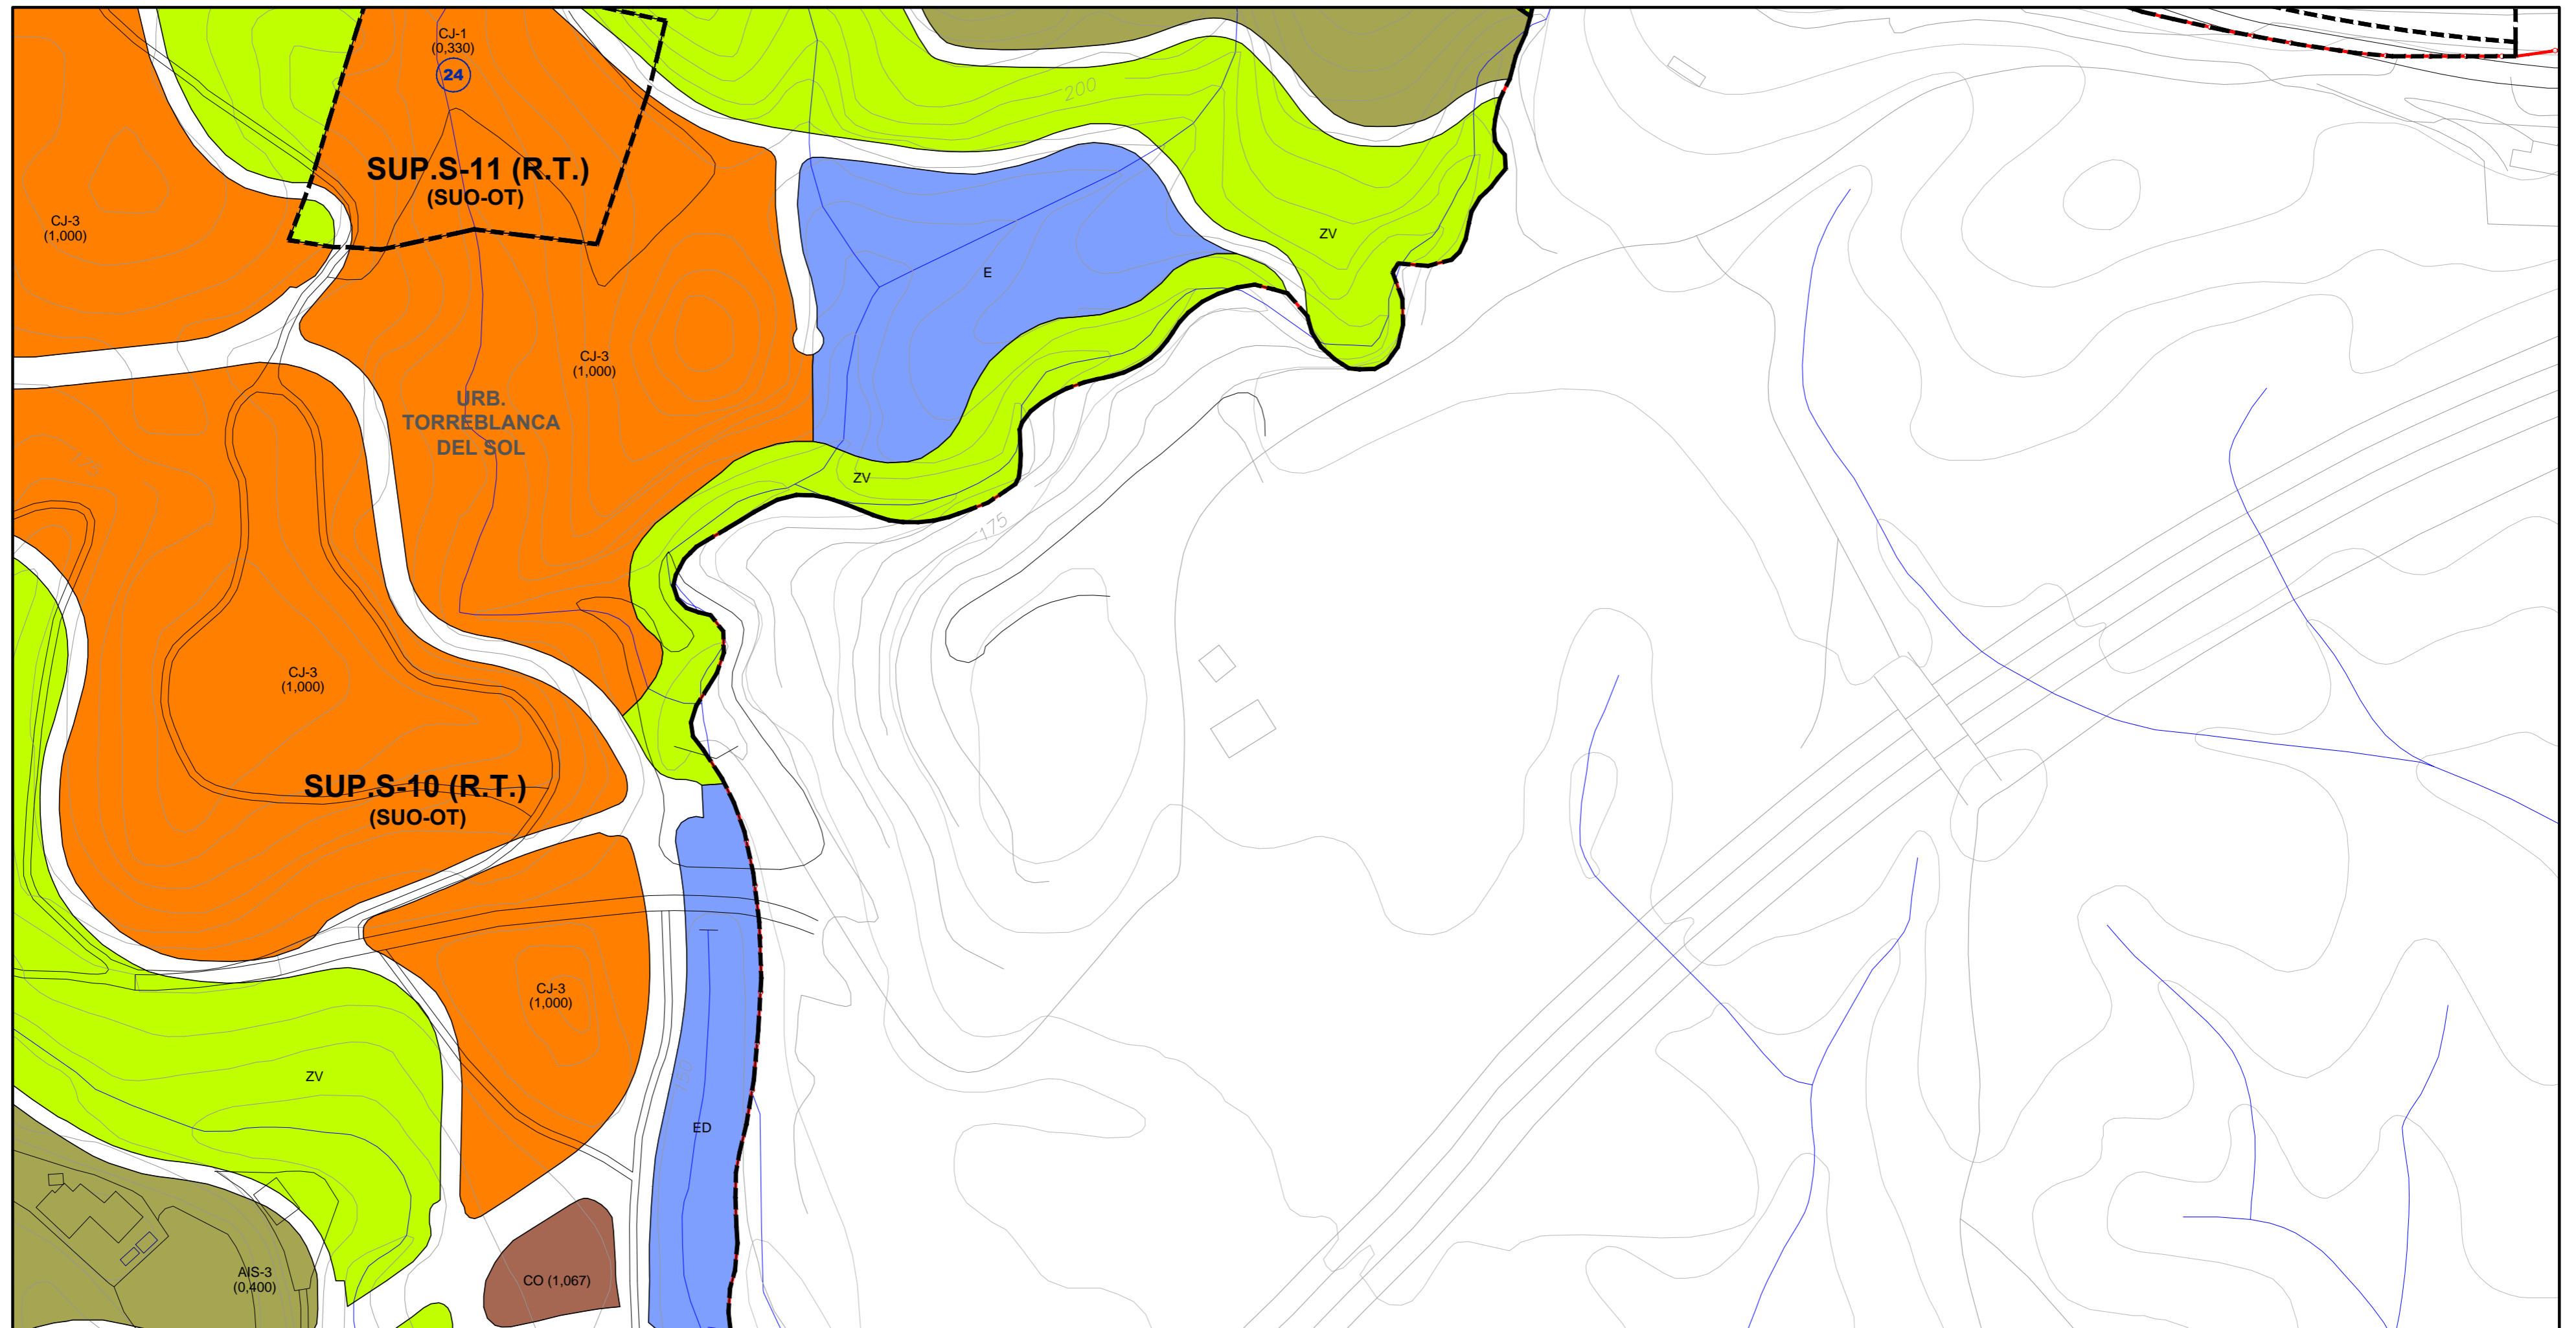 CJ-1
(0,330)
24
200
SUP.S-11 (R.T.)
(SUO-OT)
CJ-3
(1,000)
ZV
E
CJ-3
(1,000)
URB.
TORREBLANCA
DEL SOL
ZV
175
CJ-3
(1,000)
SUP.S-10 (R.T.)
(SUO-OT)
CJ-3
(1,000)
ZV
150
ED
AIS-3
(0,400)
CO (1,067)